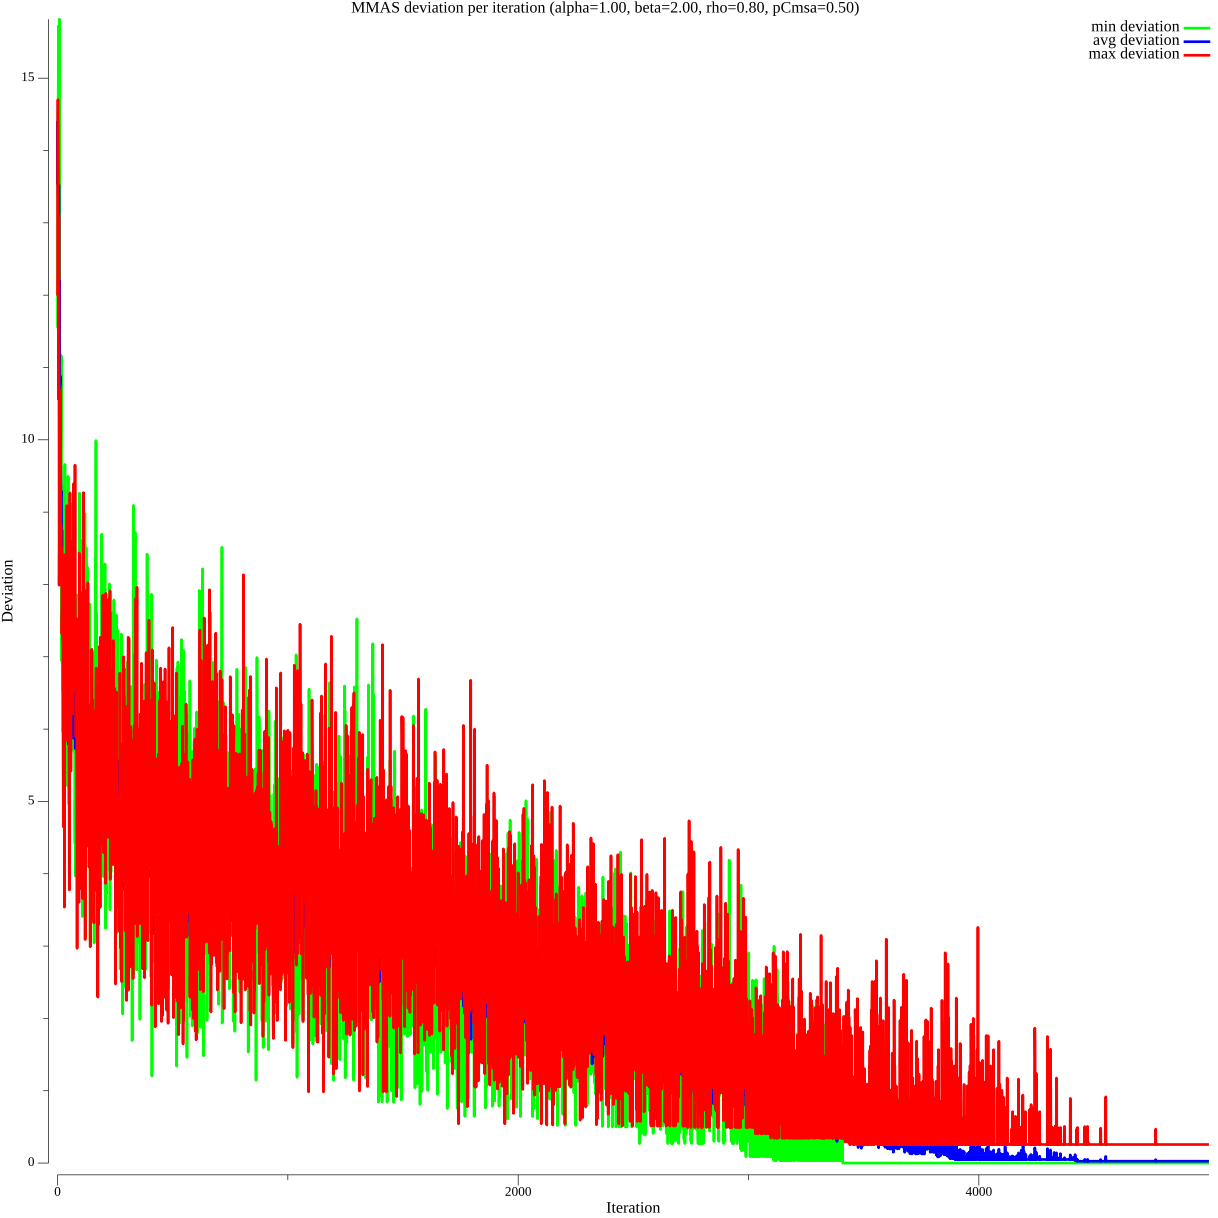 MMAS deviation per iteration (alpha=1.00, beta=2.00, rho=0.80, pCmsa=0.50)
min deviation
avg deviation
max deviation
15
10
5
0
Deviation
0
2000
4000
Iteration